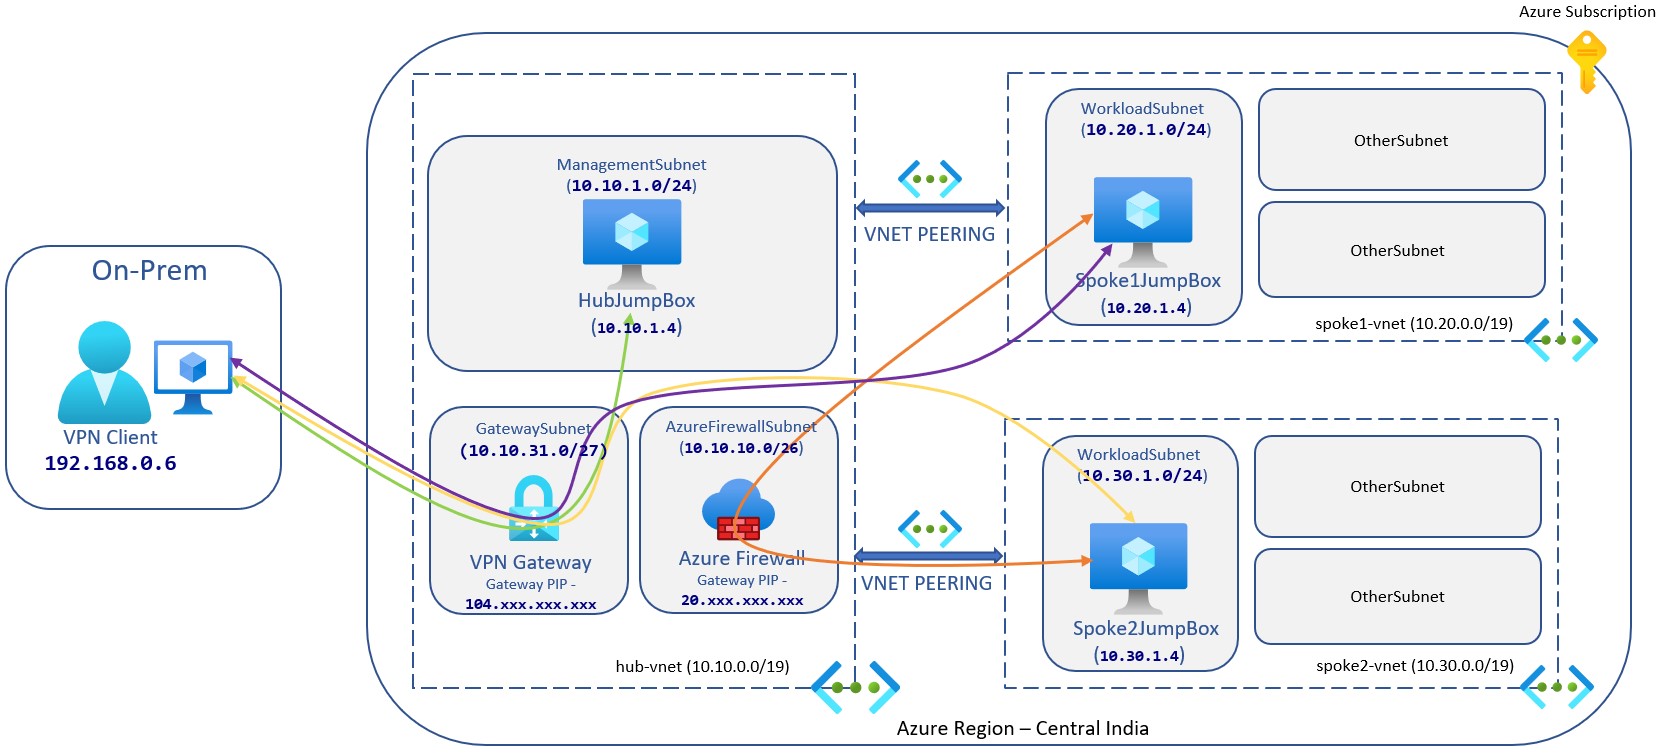 Azure Subscription
On-Prem
VPN Client
192.168.0.6
ManagementSubnet
(10.10.1.0/24)
HubJumpBox
(10.10.1.4)
GatewaySubnet
(10.10.31.0/27)
VPN Gateway
Gateway PIP -
104.xxx.xxx.xxx
AzureFirewallSubnet
(10.10.10.0/26)
Azure Firewall
Gateway PIP -
20.xxx.xxx.xxx
hub-vnet (10.10.0.0/19)
VNET PEERING
VNET PEERING
WorkloadSubnet
(10.20.1.0/24)
Spoke1JumpBox
(10.20.1.4)
OtherSubnet
OtherSubnet
spoke1-vnet (10.20.0.0/19)
WorkloadSubnet
(10.30.1.0/24)
Spoke2JumpBox
(10.30.1.4)
OtherSubnet
OtherSubnet
spoke2-vnet (10.30.0.0/19)
Azure Region – Central India